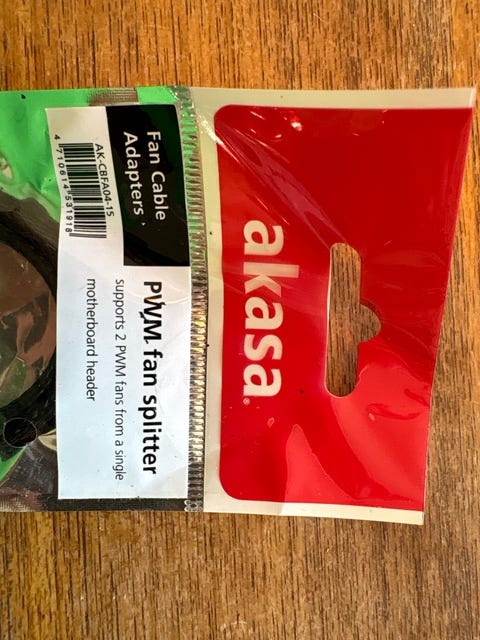 akasa
Fan Cable
Adapters
AK-CBFA04-15
4 710614 531918
PWM fan splitter
supports 2 PWM fans from a single
motherboard header